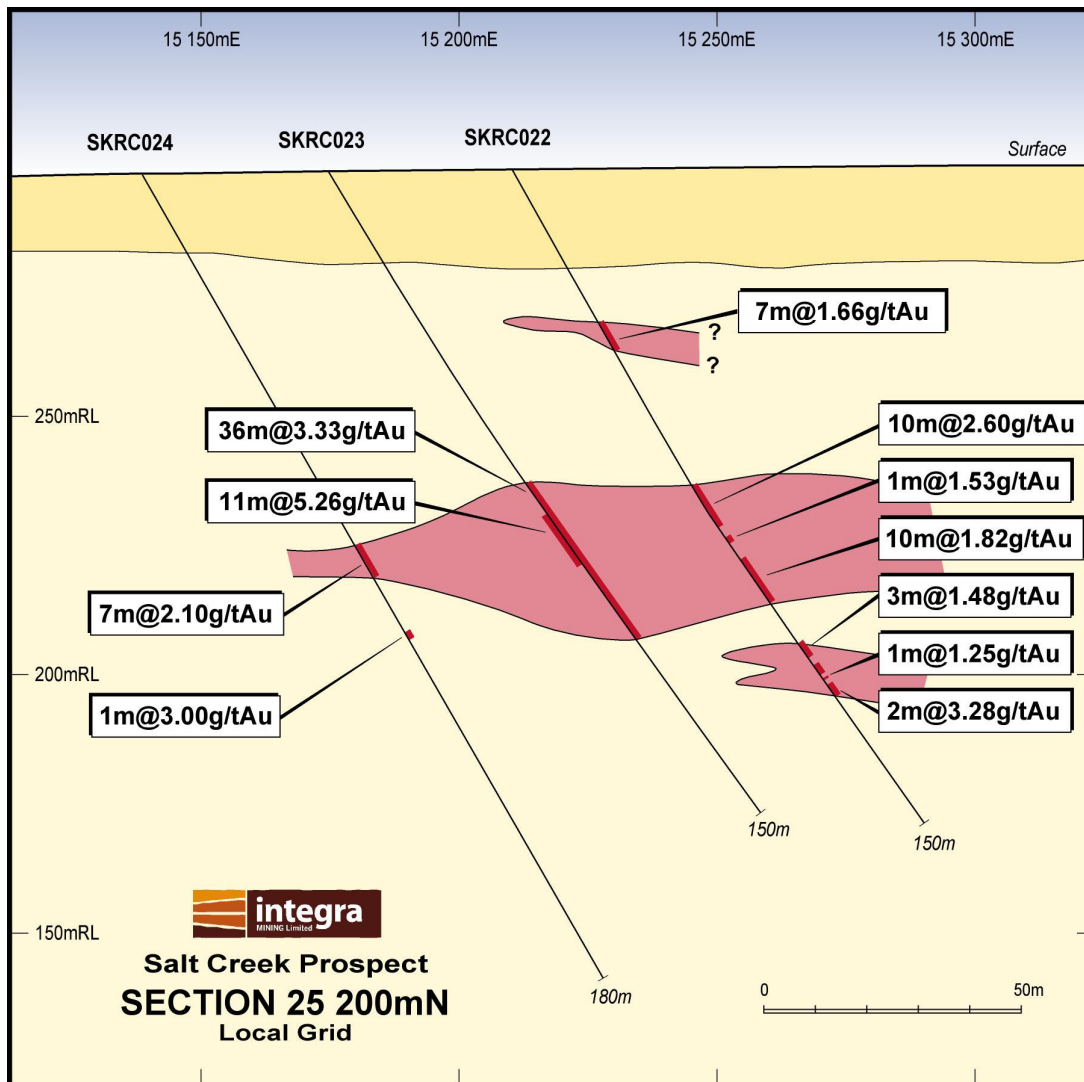 15 150mE
15 200mE
15 250mE
15 300mE
SKRC024
SKRC023
SKRC022
Surface
7m@1.66g/tAu
?
?
250mRL
36m@3.33g/tAu
10m@2.60g/tAu
1m@1.53g/tAu
11m@5.26g/tAu
10m@1.82g/tAu
3m@1.48g/tAu
7m@2.10g/tAu
1m@1.25g/tAu
200mRL
2m@3.28g/tAu
1m@3.00g/tAu
150m
150m
integra
MINING Limited
150mRL
Salt Creek Prospect
SECTION 25 200mN
Local Grid
180m
0
50m